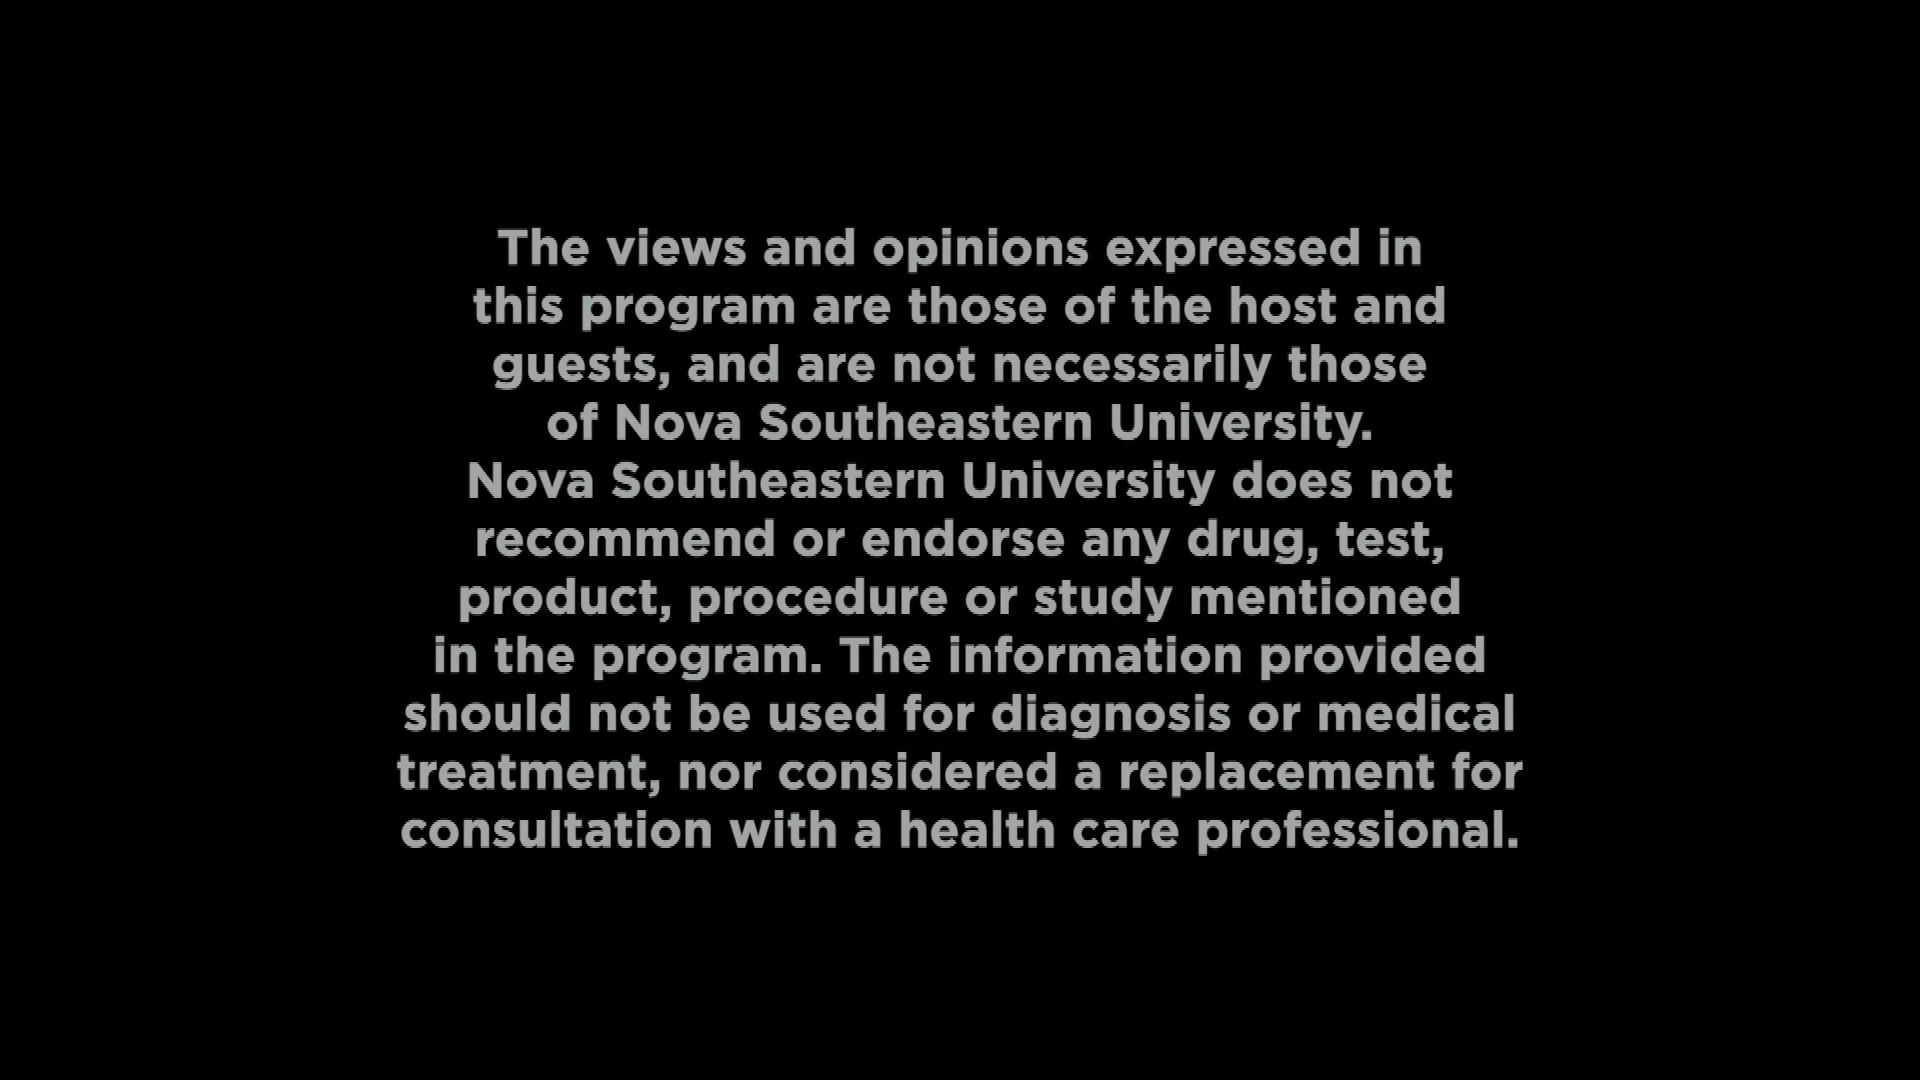 The views and opinions expressed in
this program are those of the host and
guests, and are not necessarily those
of Nova Southeastern University.
Nova Southeastern University does not
recommend or endorse any drug, test,
product, procedure or study mentioned
in the program. The information provided
should not be used for diagnosis or medical
treatment, nor considered a replacement for
consultation with a health care professional.